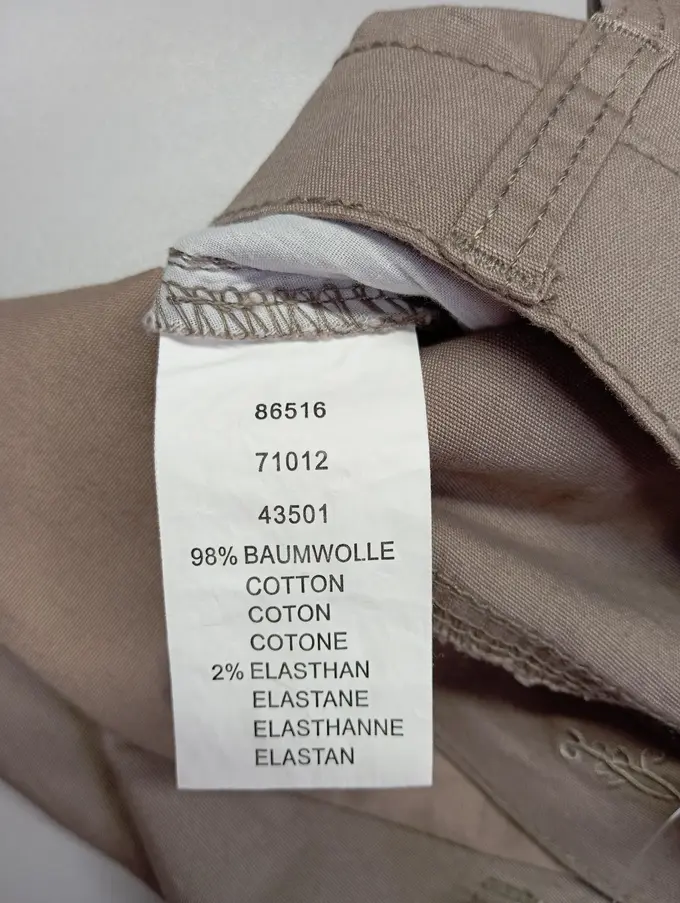 86516
71012
43501
98% BAUMWOLLE
COTTON
COTON
COTONE
2% ELASTHAN
ELASTANE
ELASTHANNE
ELASTAN